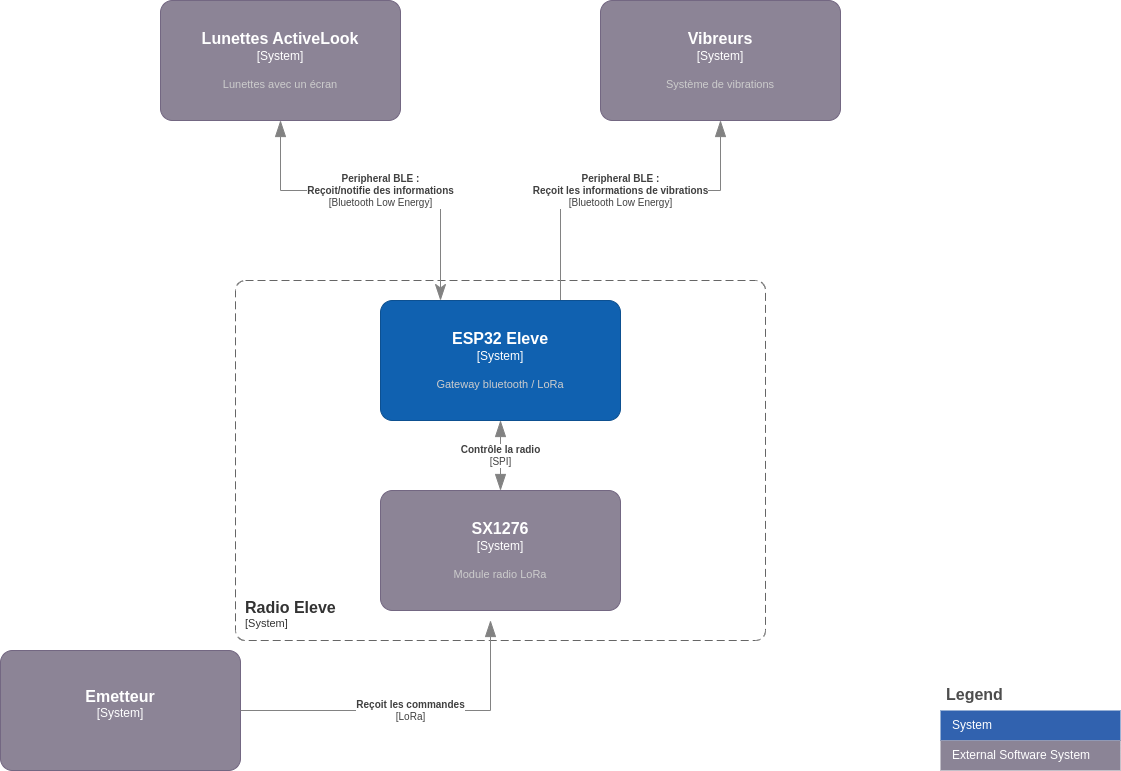 Lunettes ActiveLook
[System]
Lunettes avec un écran
Vibreurs
[System]
Système de vibrations
Peripheral BLE :
Reçoit/notifie des informations
[Bluetooth Low Energy]
Peripheral BLE :
Reçoit les informations de vibrations
[Bluetooth Low Energy]
ESP32 Eleve
[System]
Gateway bluetooth / LoRa
Contrôle la radio
[SPI]
SX1276
[System]
Module radio LoRa
Radio Eleve
[System]
Emetteur
[System]
Reçoit les commandes
[LoRa]
Legend
System
External Software System